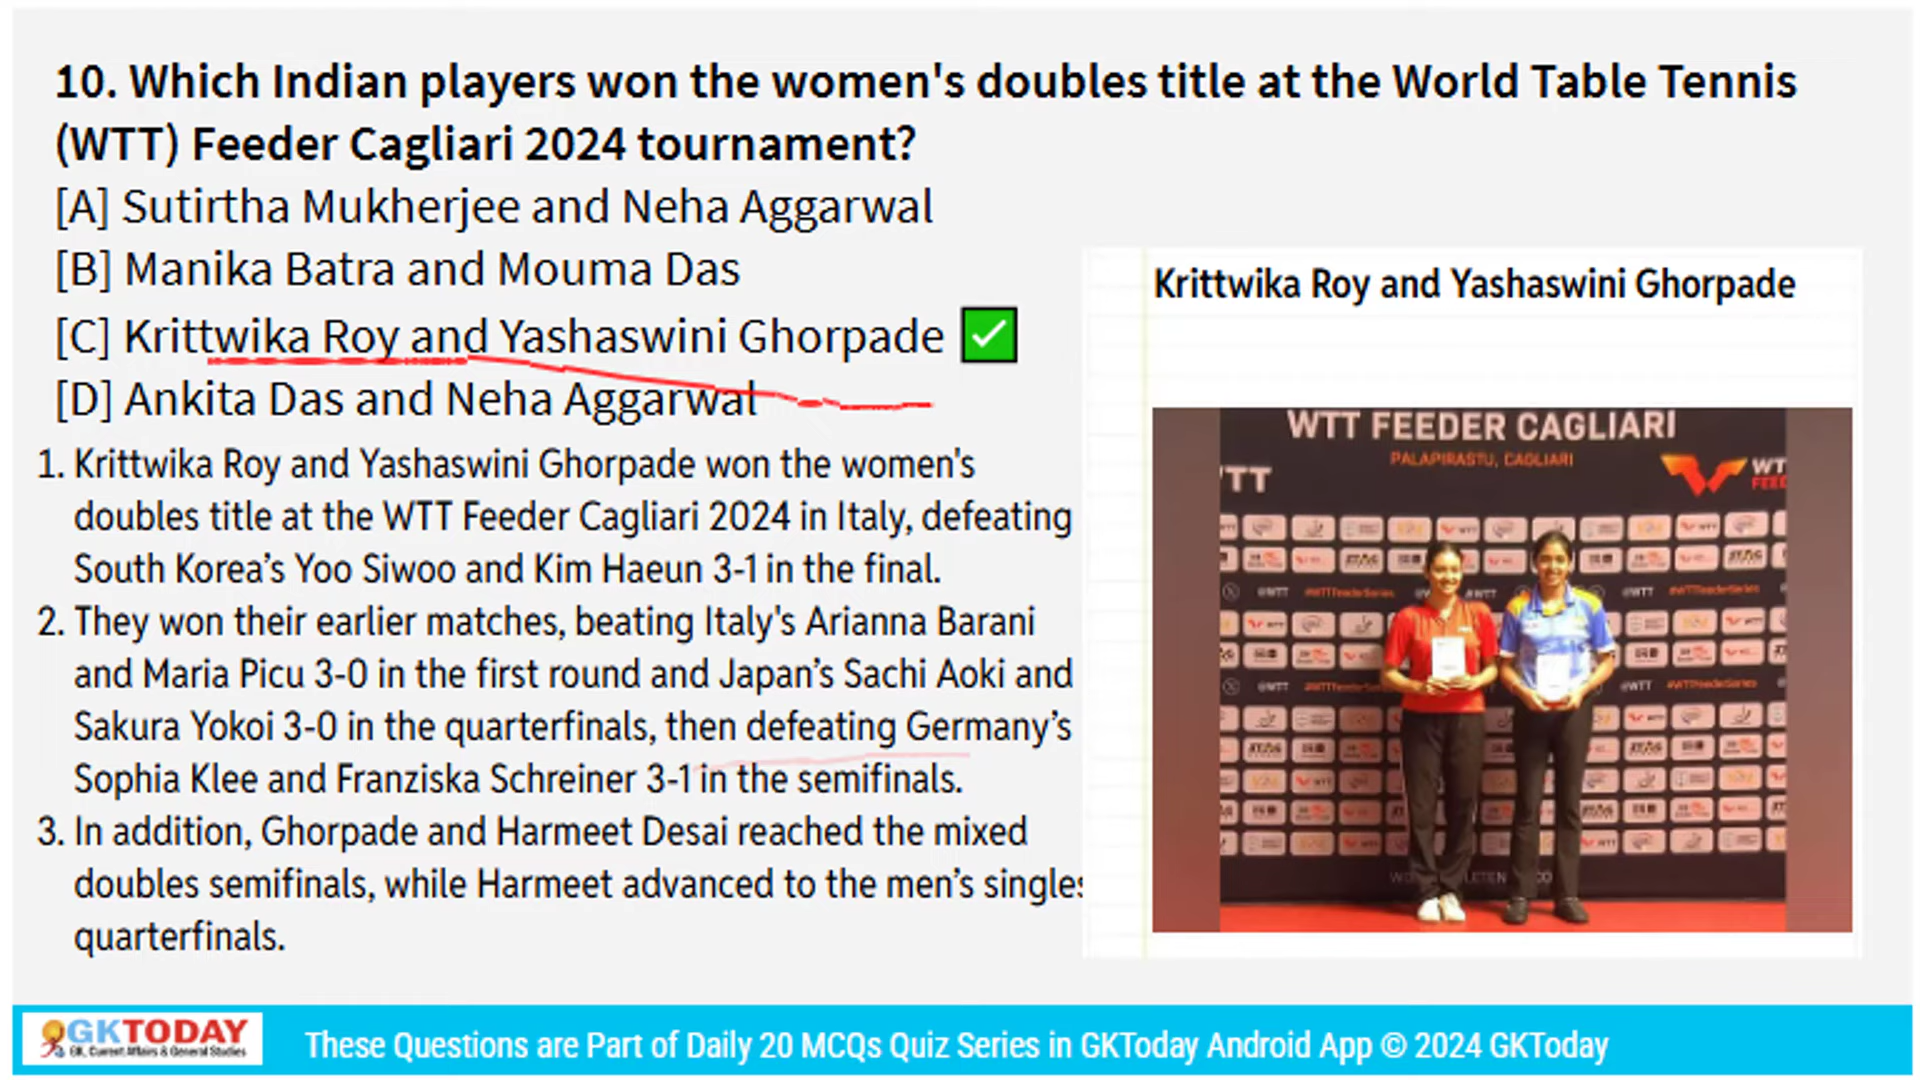 10. Which Indian players won the women's doubles title at the World Table Tennis
(WTT) Feeder Cagliari 2024 tournament?
[A] Sutirtha Mukherjee and Neha Aggarwal
[B] Manika Batra and Mouma Das
[C] Krittwika Roy and Yashaswini Ghorpade
[D] Ankita Das and Neha Aggarwal
1. Krittwika Roy and Yashaswini Ghorpade won the women's
doubles title at the WTT Feeder Cagliari 2024 in Italy, defeating
South Korea’s Yoo Siwoo and Kim Haeun 3-1 in the final.
2. They won their earlier matches, beating Italy's Arianna Barani
and Maria Picu 3-0 in the first round and Japan’s Sachi Aoki and
Sakura Yokoi 3-0 in the quarterfinals, then defeating Germany’s
Sophia Klee and Franziska Schreiner 3-1 in the semifinals.
3. In addition, Ghorpade and Harmeet Desai reached the mixed
doubles semifinals, while Harmeet advanced to the men’s singles
quarterfinals.
Krittwika Roy and Yashaswini Ghorpade
WTT FEEDER CAGLIARI
PALAPIRASTU, CAGLIARI
GKTODAY
GK, Current Affairs & General Studies
These Questions are Part of Daily 20 MCQs Quiz Series in GKToday Android App © 2024 GKToday